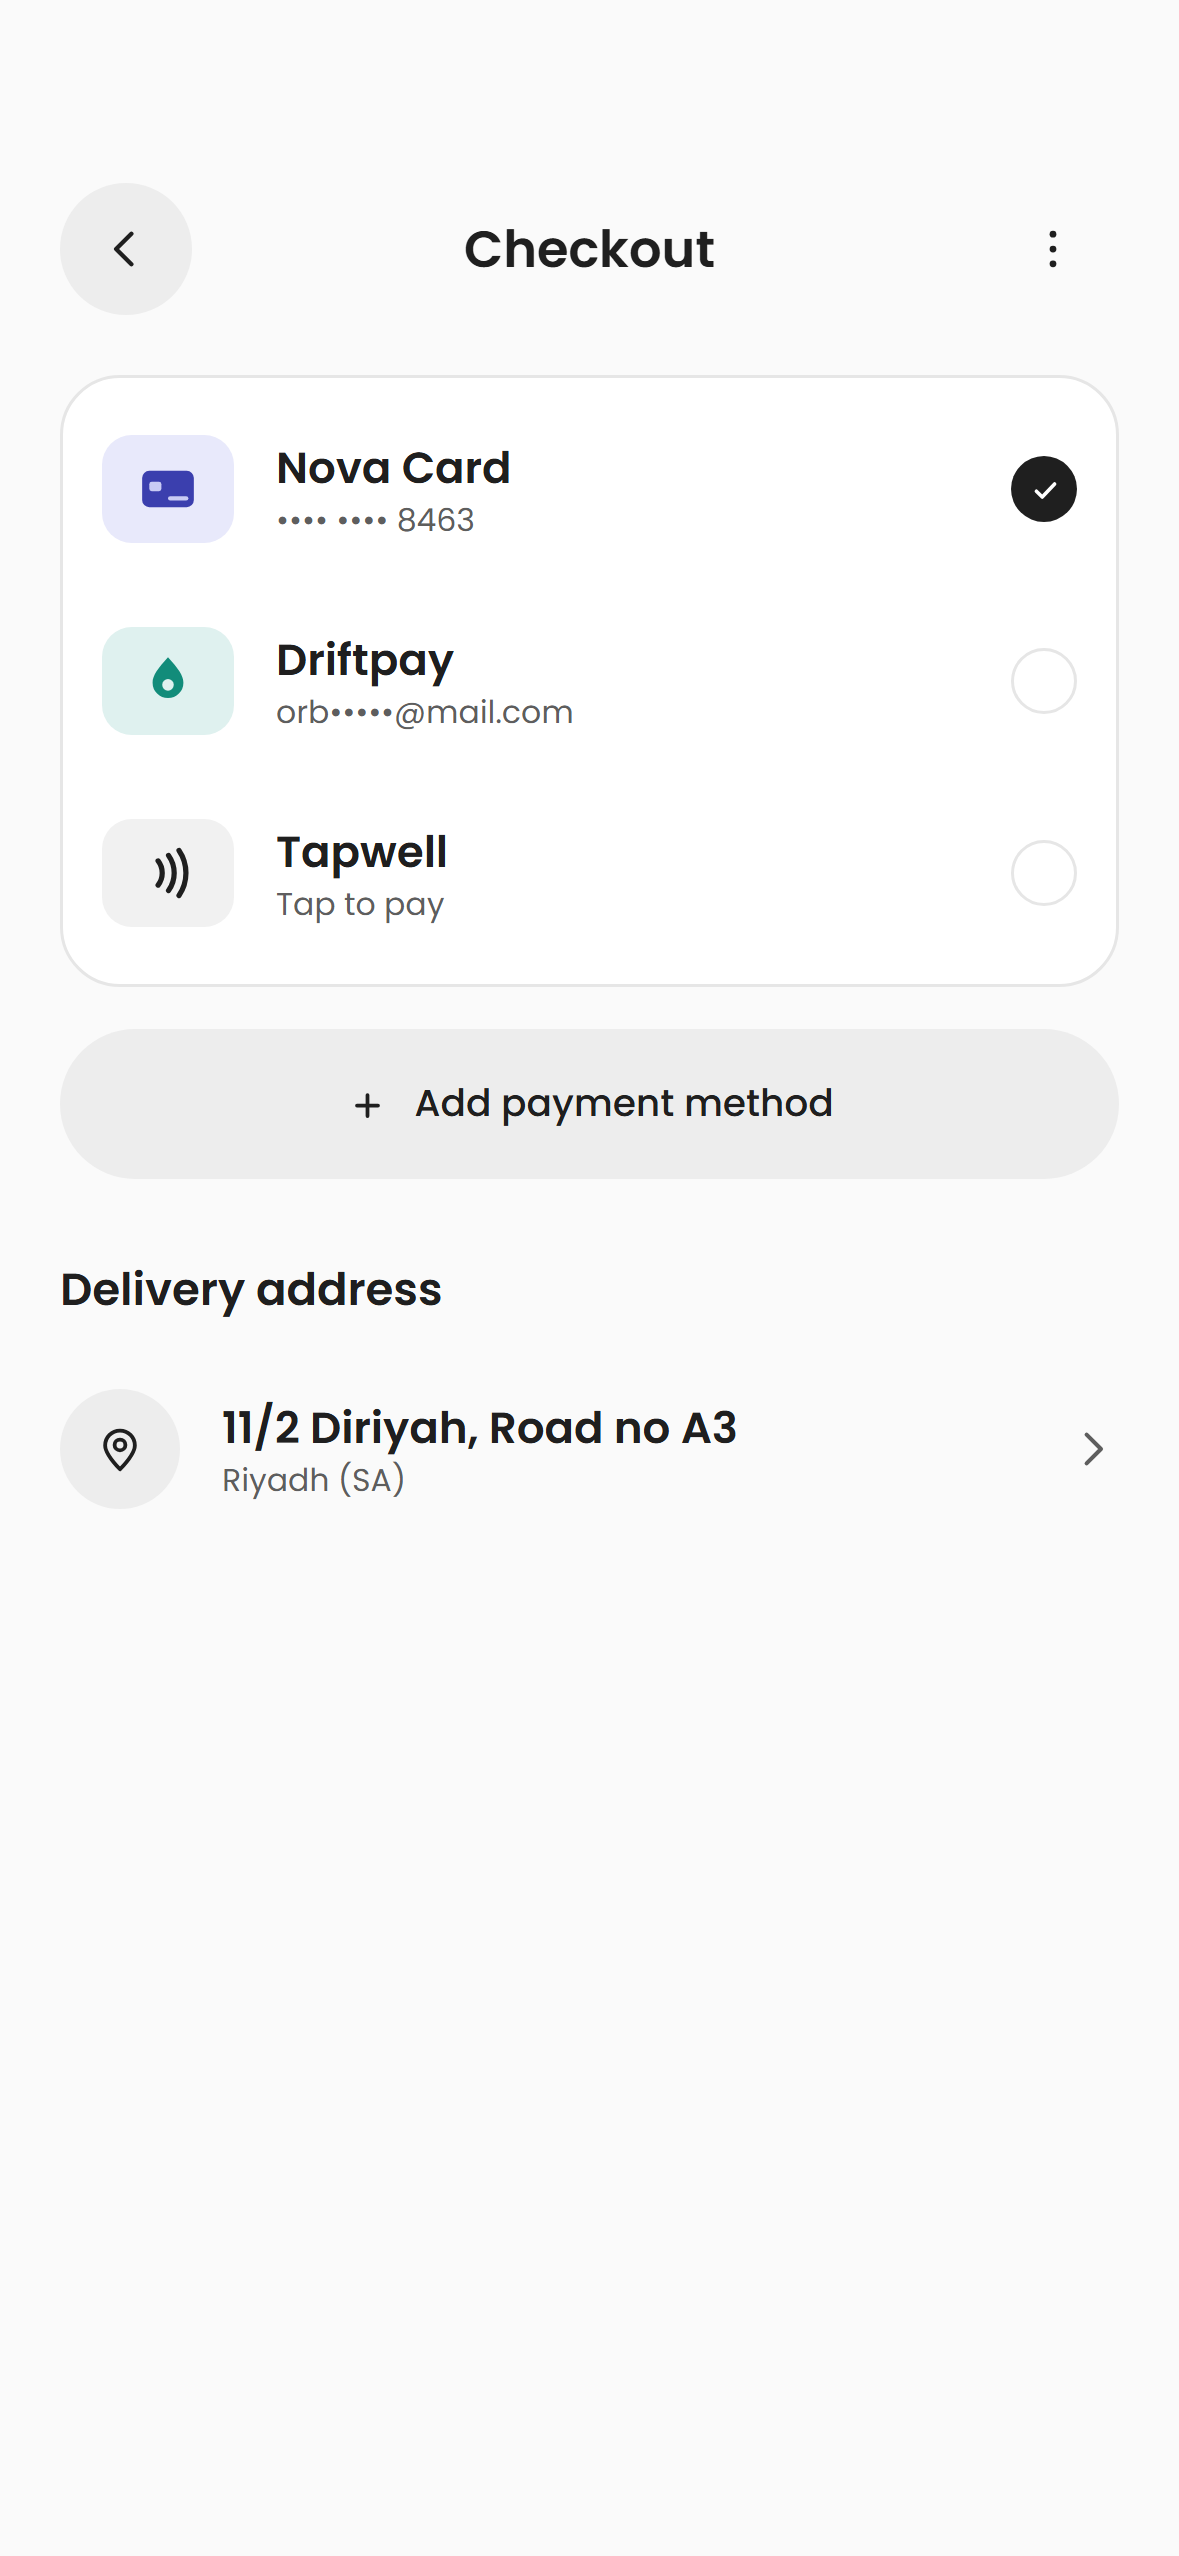 Checkout
Nova Card
•••• •••• 8463
Driftpay
orb•••••@mail.com
Tapwell
Tap to pay
+ Add payment method
Delivery address
11/2 Diriyah, Road no A3
Riyadh (SA)